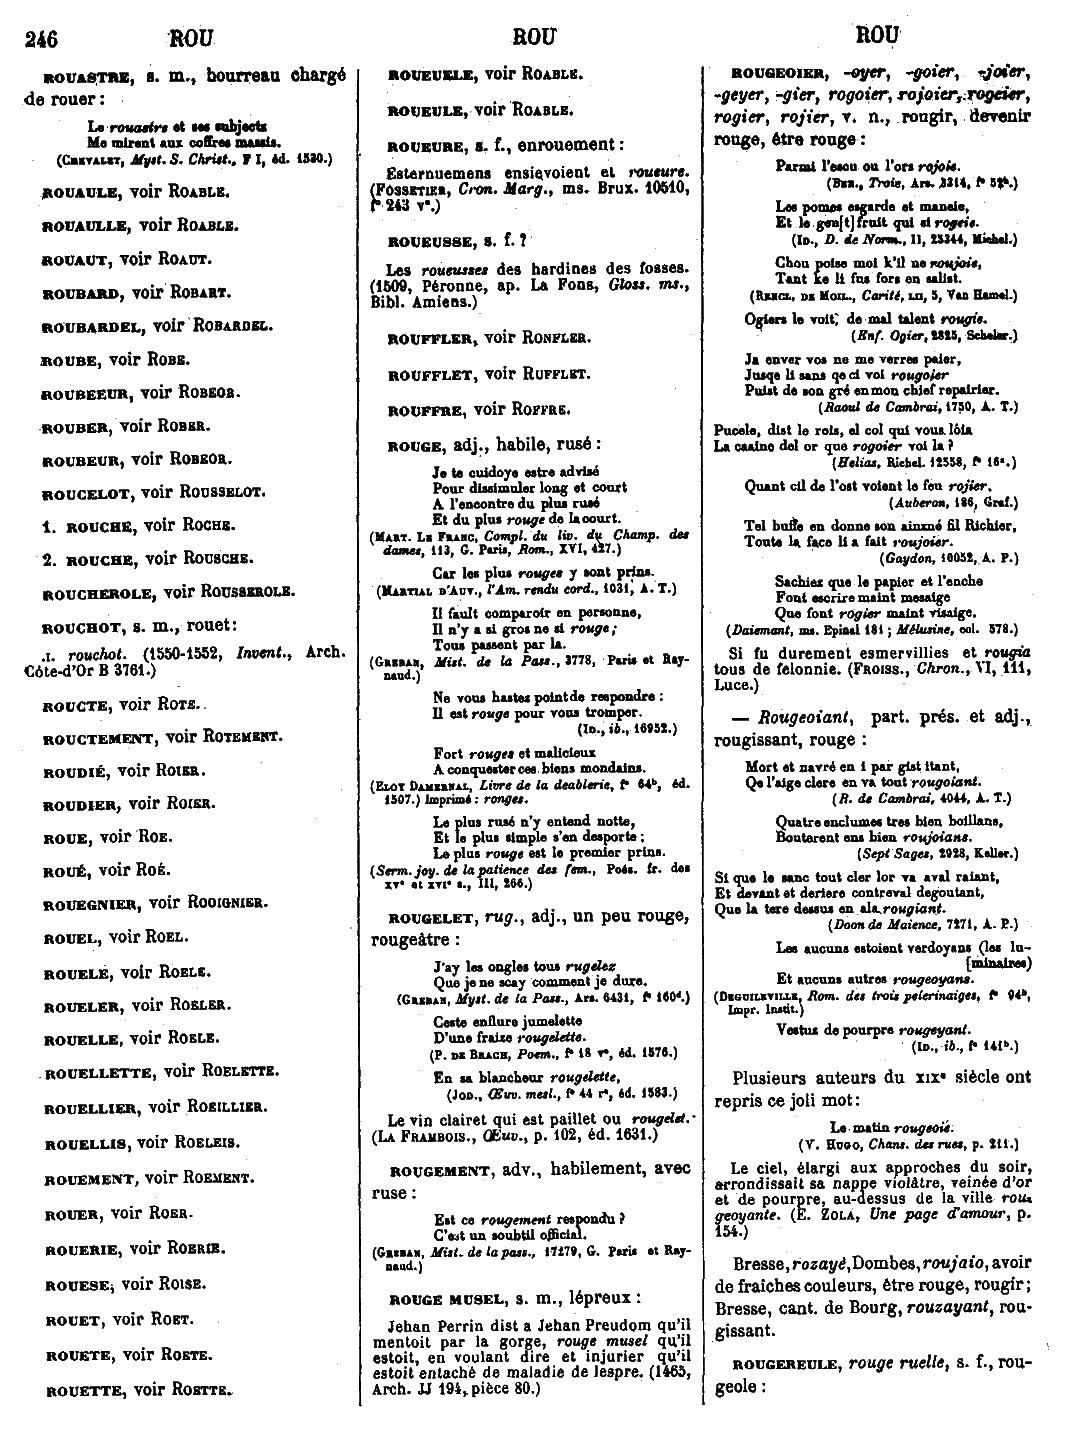 246 ROU ROU ROU
ROUASTRE, s. m., bourreau chargé
de rouer :
Le rouastre et ses subjects
Me mirent aux coffres massis.
(CHEVALET, Myst. S. Christ., F I, éd. 1530.)
ROUAULE, voir ROABLE.
ROUAULLE, voir ROABLE.
ROUAUT, voir ROAUT.
ROUBARD, voir ROBART.
ROUBARDEL, voir ROBARDEL.
ROUBE, voir ROBE.
ROUBEEUR, voir ROBEOR.
ROUBER, voir ROBER.
ROUBEUR, voir ROBEOR.
ROUCELOT, voir ROUSSELOT.
1. ROUCHE, voir ROCHE.
2. ROUCHE, voir ROUSCHE.
ROUCHEROLE, voir ROUSSEROLE.
ROUCHOT, s. m., rouet :
.I. rouchot. (1550-1552, Invent., Arch.
Côte-d'Or B 3761.)
ROUCTE, voir ROTE.
ROUCTEMENT, voir ROTEMENT.
ROUDIÉ, voir ROIER.
ROUDIER, voir ROIER.
ROUE, voir ROE.
ROUÉ, voir ROÉ.
ROUEGNIER, voir ROOIGNIER.
ROUEL, voir ROEL.
ROUELE, voir ROELE.
ROUELER, voir ROELER.
ROUELLE, voir ROELE.
ROUELLETTE, voir ROELETTE.
ROUELLIER, voir ROEILLIER.
ROUELLIS, voir ROELEIS.
ROUEMENT, voir ROEMENT.
ROUER, voir ROER.
ROUERIE, voir ROERIE.
ROUESE, voir ROISE.
ROUET, voir ROET.
ROUETE, voir ROETE.
ROUETTE, voir ROETTE.
ROUEUELE, voir ROABLE.
ROUEULE, voir ROABLE.
ROUEURE, s. f., enrouement :
Esternuemens ensiqvoient et roueure.
(FOSSETIER, Cron. Marg., ms. Brux. 10510,
f° 243 v°.)
ROUEUSSE, s. f. ?
Les roueusses des hardines des fosses.
(1509, Péronne, ap. LA FONS, Gloss. ms.,
Bibl. Amiens.)
ROUFFLER, voir RONFLER.
ROUFFLET, voir RUFFLET.
ROUFFRE, voir ROFFRE.
ROUGE, adj., habile, rusé :
Je te cuidoye estre advisé
Pour dissimuler long et court
A l'encontre du plus rusé
Et du plus rouge de la court.
(MART. LE FRANC, Compl. du liv. du Champ. des
dames, 113, G. Paris, Rom., XVI, 427.)
Car les plus rouges y sont prins.
(MARTIAL D'AUV., l'Am. rendu cord., 1031, A. T.)
Il fault comparoir en personne,
Il n'y a si gros ne si rouge ;
Tous passent par la.
(GREBAN, Mist. de la Pass., 3778, Paris et Ray-
naud.)
Ne vous hastez point de respondre :
Il est rouge pour vous tromper.
(ID., ib., 16952.)
Fort rouges et malicieux
A conquester ces biens mondains.
(ELOY DAMERVAL, Livre de la deablerie, f° 64b, éd.
1507.) Imprimé : ronges.
Le plus rusé n'y entend notte,
Et le plus simple s'en desporte ;
Le plus rouge est le premier prins.
(Serm. joy. de la patience des fem., Poés. fr. des
XVe et XVIe s., III, 266.)
ROUGELET, rug., adj., un peu rouge,
rougeâtre :
J'ay les ongles tous rugelez
Que je ne scay comment je dure.
(GREBAN, Myst. de la Pass., Ars. 6431, f° 160d.)
Ceste enflure jumelette
D'une fraize rougelette.
(P. DE BRACH, Poem., f° 18 v°, éd. 1576.)
En sa blancheur rougelette,
(JOD., Œuv. mesl., f° 44 r°, éd. 1583.)
Le vin clairet qui est paillet ou rougelet.
(LA FRAMBOIS., Œuv., p. 102, éd. 1631.)
ROUGEMENT, adv., habilement, avec
ruse :
Est ce rougement respondu ?
C'est un soubtil official.
(GREBAN, Mist. de la pass., 17279, G. Paris et Ray-
naud.)
ROUGE MUSEL, s. m., lépreux :
Jehan Perrin dist a Jehan Preudom qu'il
mentoit par la gorge, rouge musel qu'il
estoit, en voulant dire et injurier qu'il
estoit entaché de maladie de lespre. (1465,
Arch. JJ 194, pièce 80.)
ROUGEOIER, -oyer, -goier, -joier,
-geyer, -gier, rogoier, rojoier, rogeier,
rogier, rojier, v. n., rougir, devenir
rouge, être rouge :
Parmi l'escu ou l'ors rojoie.
(BEN., Troie, Ars. 3314, f° 52b.)
Les pomes esgarde et maneie,
Et le gen[t] fruit qui si rogeie.
(ID., D. de Norm., II, 25344, Michel.)
Chou poise moi k'il ne roujoie,
Tant ke li fus fors en salist.
(RENCL. DE MOIL., Carité, LII, 5, Van Hamel.)
Ogiers le voit, de mal talent rougie.
(Enf. Ogier, 2825, Scheler.)
Ja enver vos ne me verres paier,
Jusqe li sans qe ci voi rougoier
Puist de son gré en mon chief repairier.
(Raoul de Cambrai, 1750, A. T.)
Pucele, dist le rois, el col qui vous lôia
La caaine del or que rogoier voi la ?
(Helias, Richel. 12558, f° 16a.)
Quant cil de l'ost voient le feu rojier.
(Auberon, 186, Graf.)
Tel buffe en donne son ainzné fil Richier,
Toute la face li a fait roujoier.
(Gaydon, 10052, A. P.)
Sachiez que le papier et l'enche
Font escrire maint message
Que font rogier maint visaige.
(Daiemant, ms. Epinal 181 ; Mélusine, col. 578.)
Si fu durement esmervillies et rougia
tous de felonnie. (FROISS., Chron., VI, 111,
Luce.)
— Rougeoiant, part. prés. et adj.,
rougissant, rouge :
Mort et navré en i par gist itant,
Qe l'aige clere en va tout rougoiant.
(R. de Cambrai, 4044, A. T.)
Quatre enclumes tres bien boillans,
Bouterent ens bien roujoians.
(Sept Sages, 2928, Keller.)
Si que le sanc tout cler lor va aval raiant,
Et devant et deriere contreval degoutant,
Que la tere dessus en ala rougiant.
(Doon de Maience, 7271, A. P.)
Les aucuns estoient verdoyans (les lu-
[minaires)
Et aucuns autres rougeoyans.
(DEGUILEVILLE, Rom. des trois pelerinaiges, f° 94b,
Impr. Instit.)
Vestus de pourpre rougeyant.
(ID., ib., f° 141b.)
Plusieurs auteurs du XIXe siècle ont
repris ce joli mot :
Le matin rougeoie.
(V. HUGO, Chans. des rues, p. 211.)
Le ciel, élargi aux approches du soir,
arrondissait sa nappe violâtre, veinée d'or
et de pourpre, au-dessus de la ville rou-
geoyante. (E. ZOLA, Une page d'amour, p.
154.)
Bresse, rozayé, Dombes, roujaio, avoir
de fraiches couleurs, être rouge, rougir ;
Bresse, cant. de Bourg, rouzayant, rou-
gissant.
ROUGEREULE, rouge ruelle, s. f., rou-
geole :